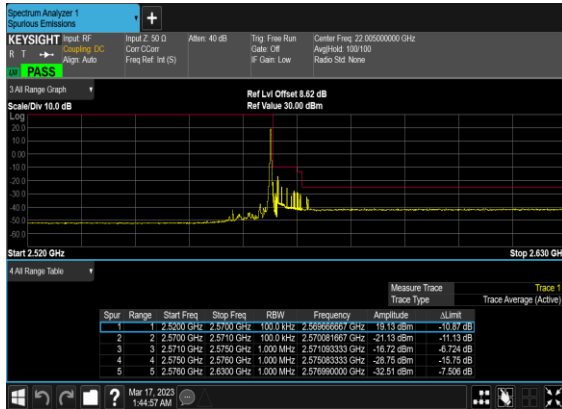 Spectrum Analyzer 1
Spurious Emissions
KEYSIGHT Input: RF Input Z: 50 Ω Atten: 40 dB Trig: Free Run Center Freq: 22.005000000 GHz
R T Coupling: DC Corr CCorr Gate: Off Avg|Hold: 100/100
Align: Auto Freq Ref: Int (S) IF Gain: Low Radio Std: None
PASS
3 All Range Graph
Ref Lvl Offset 8.62 dB
Scale/Div 10.0 dB Ref Value 30.00 dBm
Log
20.0
10.0
0.00
-10.0
-20.0
-30.0
-40.0
-50.0
-60.0
Start 2.520 GHz Stop 2.630 GH
4 All Range Table
Measure Trace Trace 1
Trace Type Trace Average (Active)
Spur Range Start Freq Stop Freq RBW Frequency Amplitude ΔLimit
1 1 2.5200 GHz 2.5700 GHz 100.0 kHz 2.569666667 GHz 19.13 dBm -10.87 dB
2 2 2.5700 GHz 2.5710 GHz 100.0 kHz 2.570081667 GHz -21.13 dBm -11.13 dB
3 3 2.5710 GHz 2.5750 GHz 1.000 MHz 2.571093333 GHz -16.72 dBm -6.724 dB
4 4 2.5750 GHz 2.5760 GHz 1.000 MHz 2.575083333 GHz -28.75 dBm -15.75 dB
5 5 2.5760 GHz 2.6300 GHz 1.000 MHz 2.576990000 GHz -32.51 dBm -7.506 dB
Mar 17, 2023
1:44:57 AM